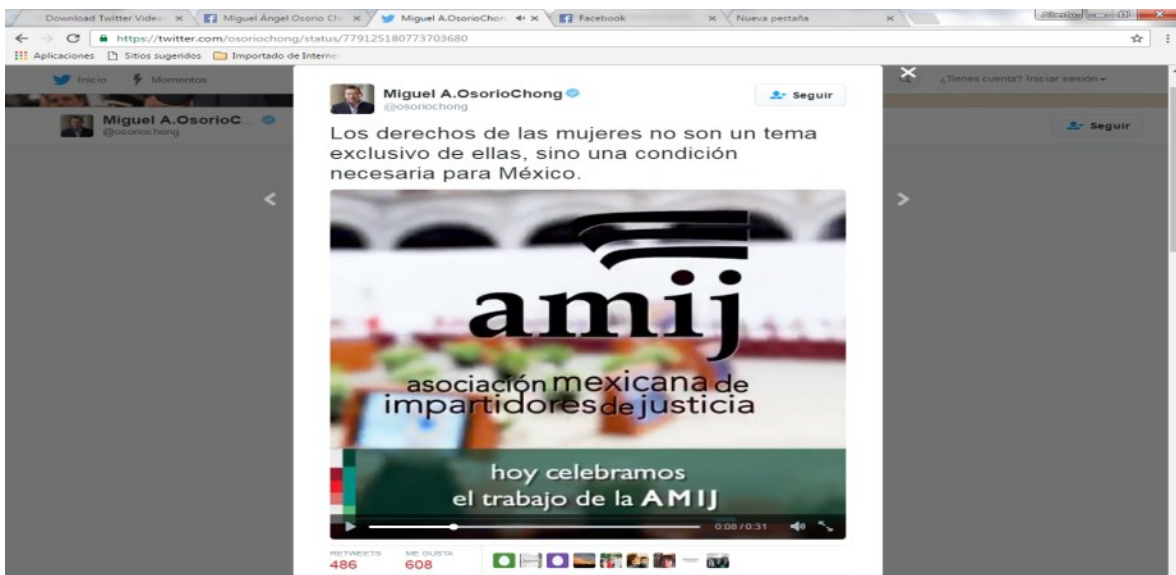 Download Twitter Video
Miguel Ángel Osorio Ch
Miguel A.OsorioChon
Facebook
Nueva pestaña
https://twitter.com/osoriochong/status/779125180773703680
Aplicaciones
Sitios sugeridos
Importado de Interne
Inicio
Momentos
¿Tienes cuenta? Iniciar sesión
Miguel A.OsorioC...
@osoriochong
Seguir
Miguel A.OsorioChong
@osoriochong
Seguir
Los derechos de las mujeres no son un tema
exclusivo de ellas, sino una condición
necesaria para México.
amij
asociación mexicana de
impartidores de justicia
hoy celebramos
el trabajo de la AMIJ
0:08 / 0:31
RETWEETS
486
ME GUSTA
608